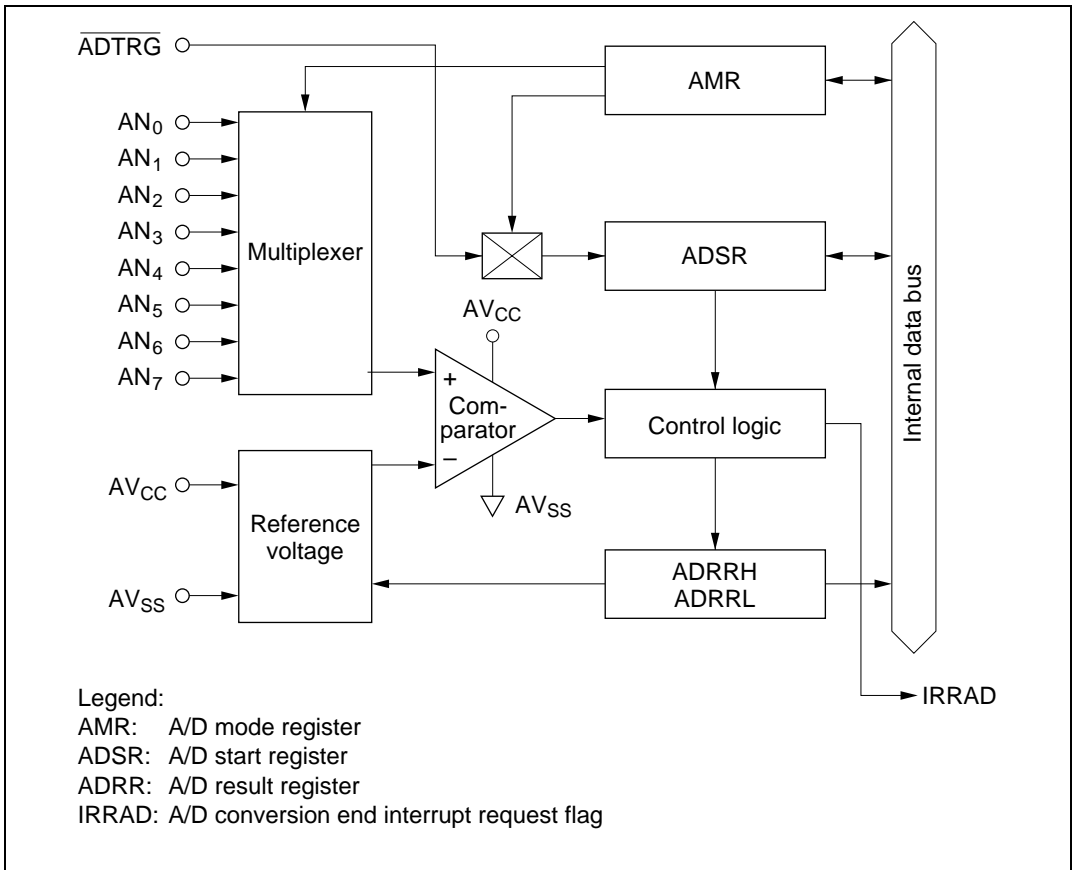 A̅D̅T̅R̅G̅
AMR
AN0
AN1
AN2
AN3
AN4
AN5
AN6
AN7
Multiplexer
ADSR
Internal data bus
AVCC
+
Com-
parator
–
AVSS
Control logic
AVCC
AVSS
Reference
voltage
ADRRH
ADRRL
IRRAD
Legend:
AMR: A/D mode register
ADSR: A/D start register
ADRR: A/D result register
IRRAD: A/D conversion end interrupt request flag